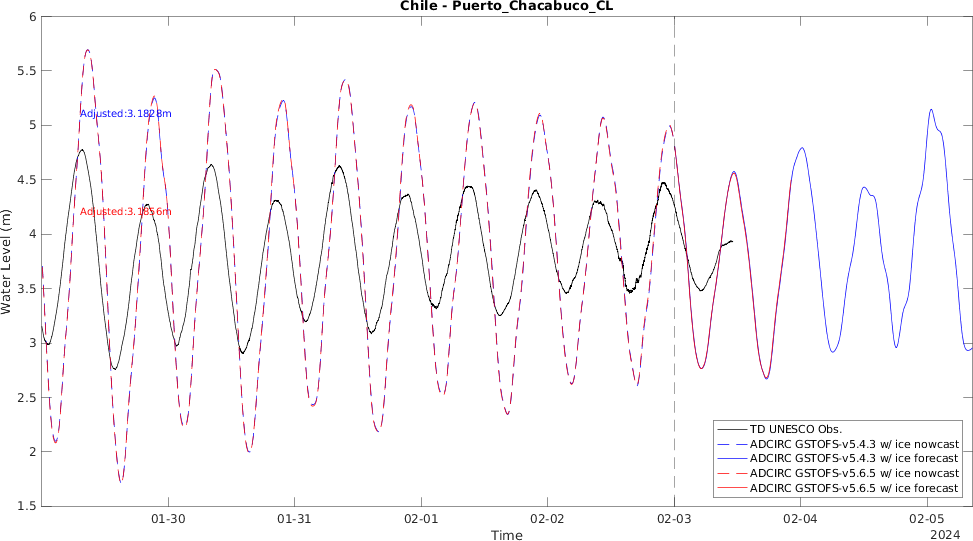 Chile - Puerto_Chacabuco_CL
6
5.5
5
4.5
4
3.5
3
2.5
2
1.5
Water Level (m)
Adjusted:3.1828m
Adjusted:3.1856m
01-30
01-31
02-01
02-02
02-03
02-04
02-05
Time
2024
TD UNESCO Obs.
ADCIRC GSTOFS-v5.4.3 w/ ice nowcast
ADCIRC GSTOFS-v5.4.3 w/ ice forecast
ADCIRC GSTOFS-v5.6.5 w/ ice nowcast
ADCIRC GSTOFS-v5.6.5 w/ ice forecast